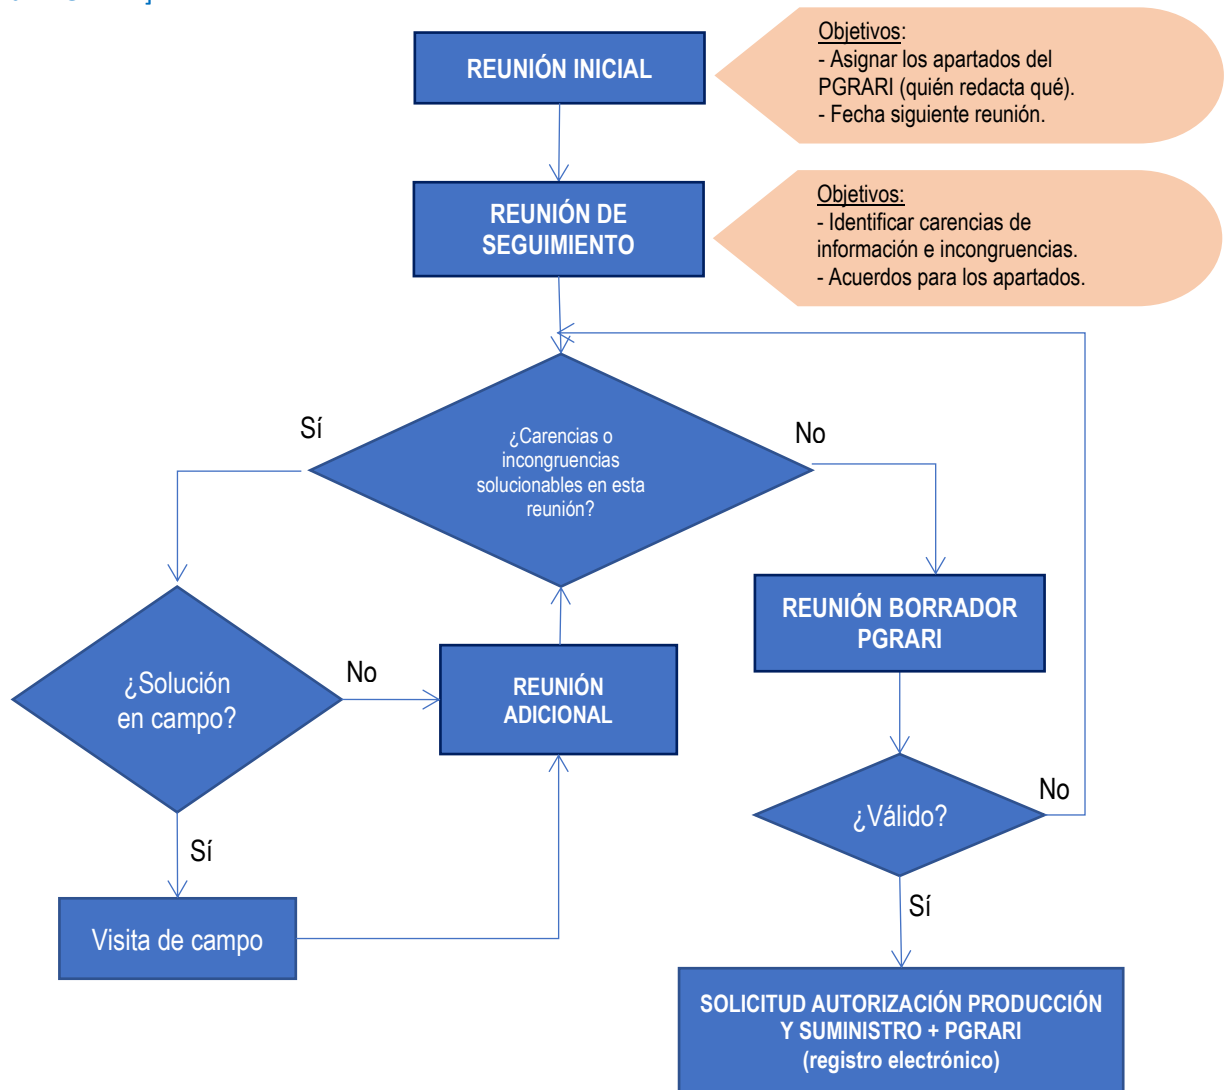 REUNIÓN INICIAL
Objetivos:
- Asignar los apartados del
PGRARI (quién redacta qué).
- Fecha siguiente reunión.
REUNIÓN DE
SEGUIMIENTO
Objetivos:
- Identificar carencias de
información e incongruencias.
- Acuerdos para los apartados.
Sí
¿Carencias o
incongruencias
solucionables en esta
reunión?
No
REUNIÓN BORRADOR
PGRARI
¿Solución
en campo?
No
REUNIÓN
ADICIONAL
¿Válido?
No
Sí
Visita de campo
Sí
SOLICITUD AUTORIZACIÓN PRODUCCIÓN
Y SUMINISTRO + PGRARI
(registro electrónico)